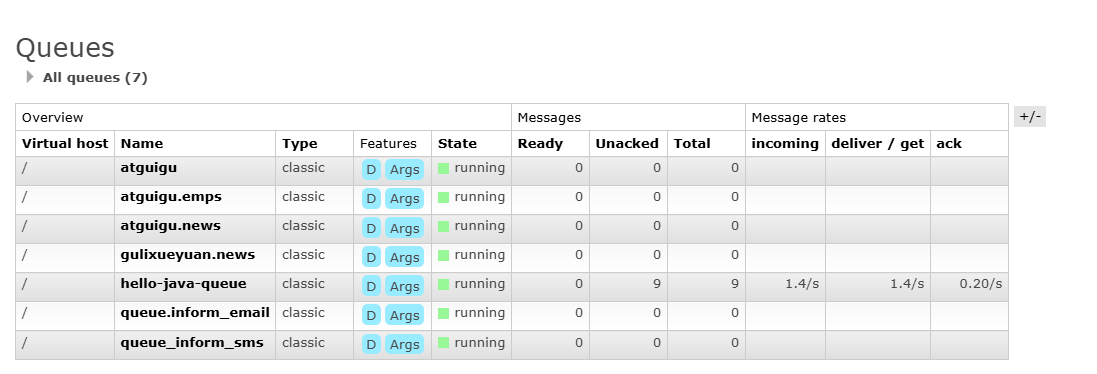 Queues
All queues (7)
Overview Messages Message rates +/-
Virtual host Name Type Features State Ready Unacked Total incoming deliver / get ack
/ atguigu classic D Args running 0 0 0
/ atguigu.emps classic D Args running 0 0 0
/ atguigu.news classic D Args running 0 0 0
/ gulixueyuan.news classic D Args running 0 0 0
/ hello-java-queue classic D Args running 0 9 9 1.4/s 1.4/s 0.20/s
/ queue.inform_email classic D Args running 0 0 0
/ queue_inform_sms classic D Args running 0 0 0